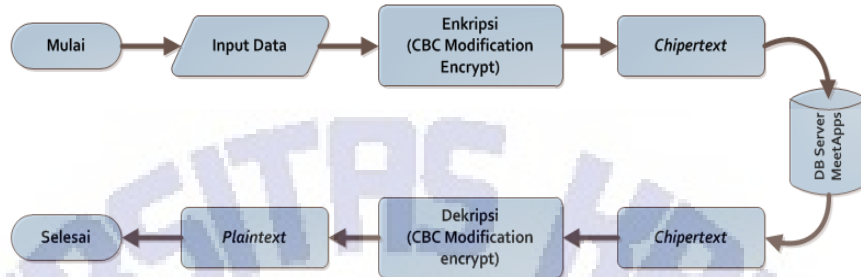 Mulai
Input Data
Enkripsi
(CBC Modification
Encrypt)
Chipertext
DB Server
MeetApps
Selesai
Plaintext
Dekripsi
(CBC Modification
encrypt)
Chipertext